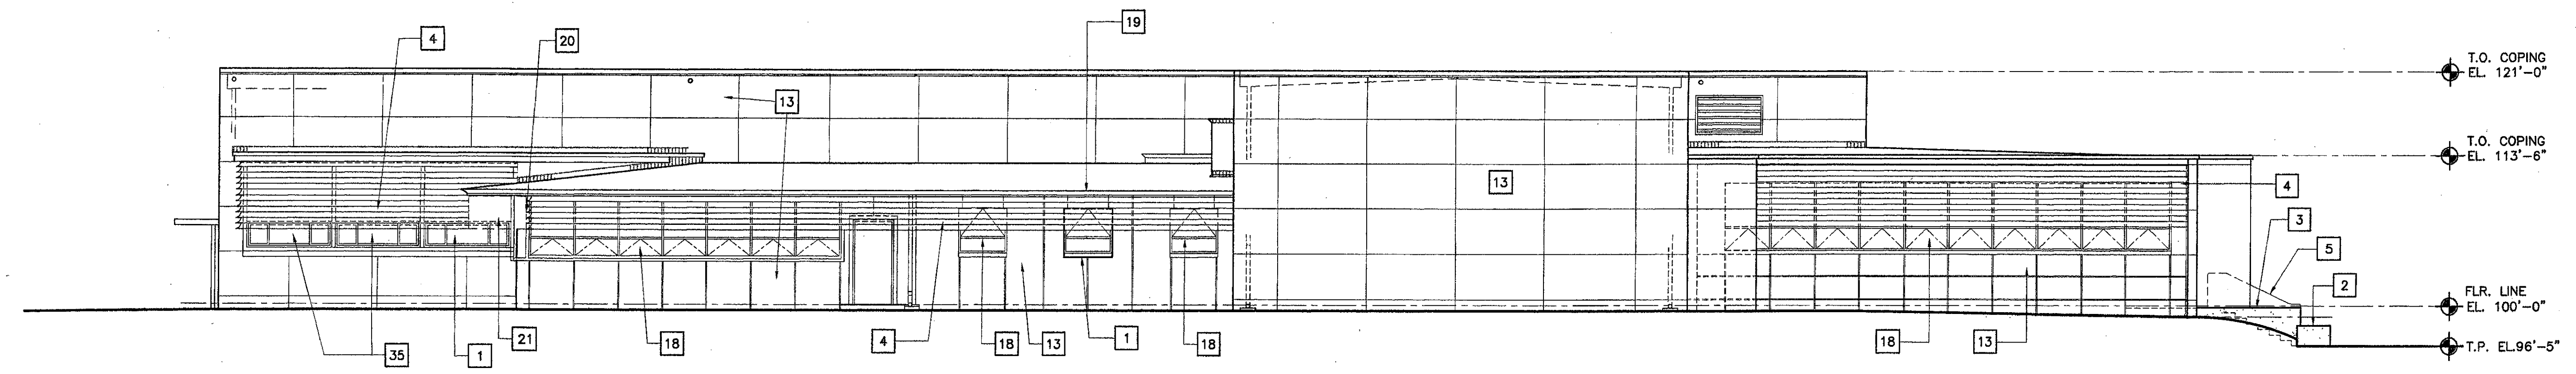 19
4
20
T.O. COPING
EL. 121'-0"
13
T.O. COPING
EL. 113'-6"
13
4
3
5
2
FLR. LINE
EL. 100'-0"
35
1
21
18
4
18
13
1
18
18
13
T.P. EL.96'-5"